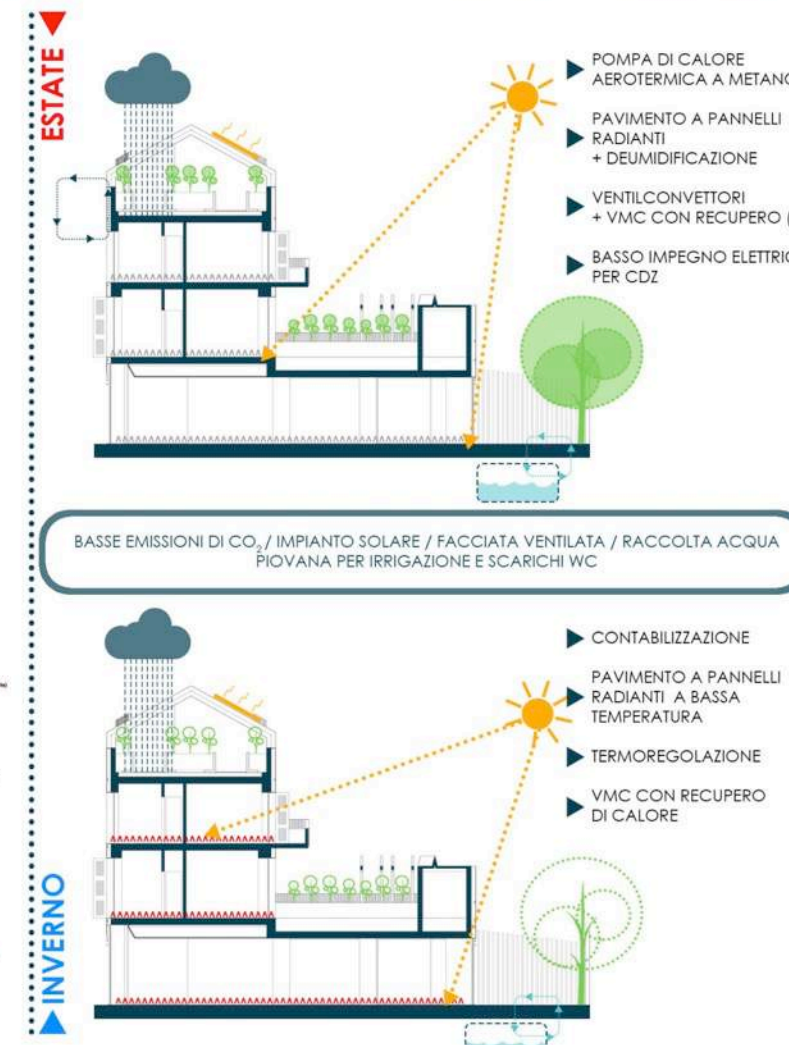 ESTATE
POMPA DI CALORE
AEROTERMICA A METANO
PAVIMENTO A PANNELLI
RADIANTI
+ DEUMIDIFICAZIONE
VENTILCONVETTORI
+ VMC CON RECUPERO (
BASSO IMPEGNO ELETTRIC
PER CDZ
BASSE EMISSIONI DI CO₂ / IMPIANTO SOLARE / FACCIATA VENTILATA / RACCOLTA ACQUA
PIOVANA PER IRRIGAZIONE E SCARICHI WC
INVERNO
CONTABILIZZAZIONE
PAVIMENTO A PANNELLI
RADIANTI A BASSA
TEMPERATURA
TERMOREGOLAZIONE
VMC CON RECUPERO
DI CALORE